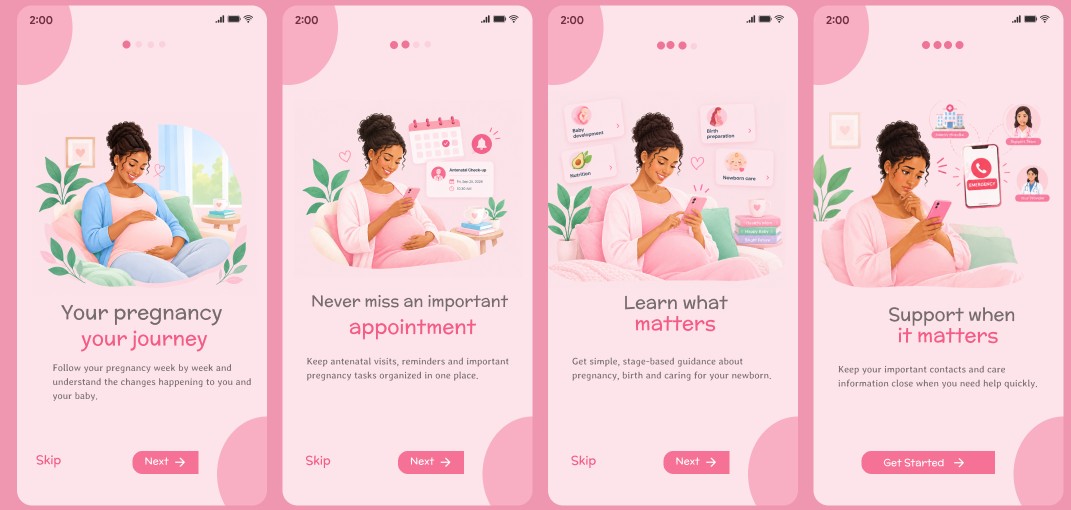 2:00
Your pregnancy
your journey
Follow your pregnancy week by week and
understand the changes happening to you and
your baby.
Skip
Next →
2:00
Antenatal Check-up
Never miss an important
appointment
Keep antenatal visits, reminders and important
pregnancy tasks organized in one place.
Skip
Next →
2:00
Baby
development
Birth
preparation
Nutrition
Newborn care
Happy Baby
Learn what
matters
Get simple, stage-based guidance about
pregnancy, birth and caring for your newborn.
Skip
Next →
2:00
EMERGENCY
Support when
it matters
Keep your important contacts and care
information close when you need help quickly.
Get Started →